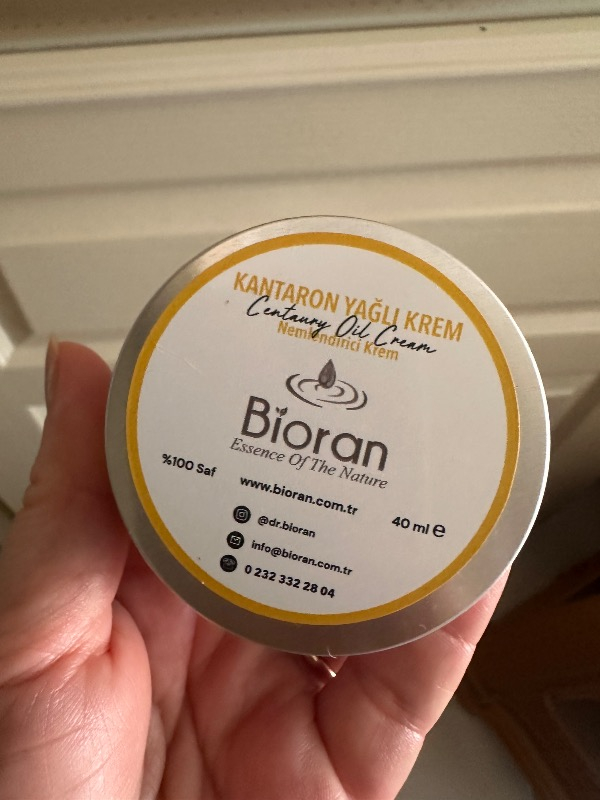 KANTARON YAĞLI KREM
Centaury Oil Cream
Nemlendirici Krem
Bioran
Essence Of The Nature
%100 Saf
www.bioran.com.tr
40 ml ℮
@dr.bioran
info@bioran.com.tr
0 232 332 28 04